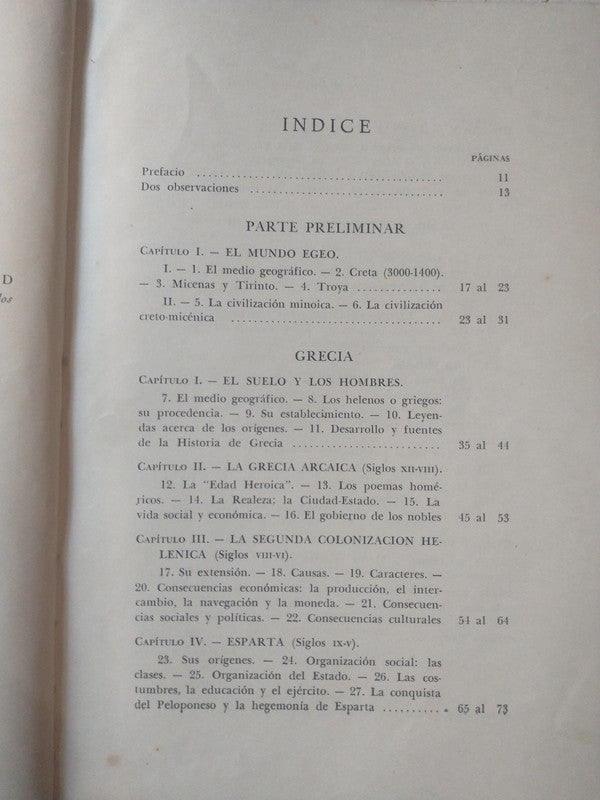 D
los
INDICE
PÁGINAS
Prefacio ........................................ 11
Dos observaciones ................................ 13
PARTE PRELIMINAR
CAPÍTULO I. — EL MUNDO EGEO.
I. — 1. El medio geográfico. — 2. Creta (3000-1400).
— 3. Micenas y Tirinto. — 4. Troya ............... 17 al 23
II. — 5. La civilización minoica. — 6. La civilización
creto-micénica .................................... 23 al 31
GRECIA
CAPÍTULO I. — EL SUELO Y LOS HOMBRES.
7. El medio geográfico. — 8. Los helenos o griegos:
su procedencia. — 9. Su establecimiento. — 10. Leyen-
das acerca de los orígenes. — 11. Desarrollo y fuentes
de la Historia de Grecia ......................... 35 al 44
CAPÍTULO II. — LA GRECIA ARCAICA (Siglos XII-VIII).
12. La "Edad Heroica". — 13. Los poemas homé-
ricos. — 14. La Realeza; la Ciudad-Estado. — 15. La
vida social y económica. — 16. El gobierno de los nobles 45 al 53
CAPÍTULO III. — LA SEGUNDA COLONIZACION HE-
LENICA (Siglos VIII-VI).
17. Su extensión. — 18. Causas. — 19. Caracteres. —
20. Consecuencias económicas: la producción, el inter-
cambio, la navegación y la moneda. — 21. Consecuen-
cias sociales y políticas. — 22. Consecuencias culturales 54 al 64
CAPÍTULO IV. — ESPARTA (Siglos IX-V).
23. Sus orígenes. — 24. Organización social: las
clases. — 25. Organización del Estado. — 26. Las cos-
tumbres, la educación y el ejército. — 27. La conquista
del Peloponeso y la hegemonía de Esparta .......... 65 al 73